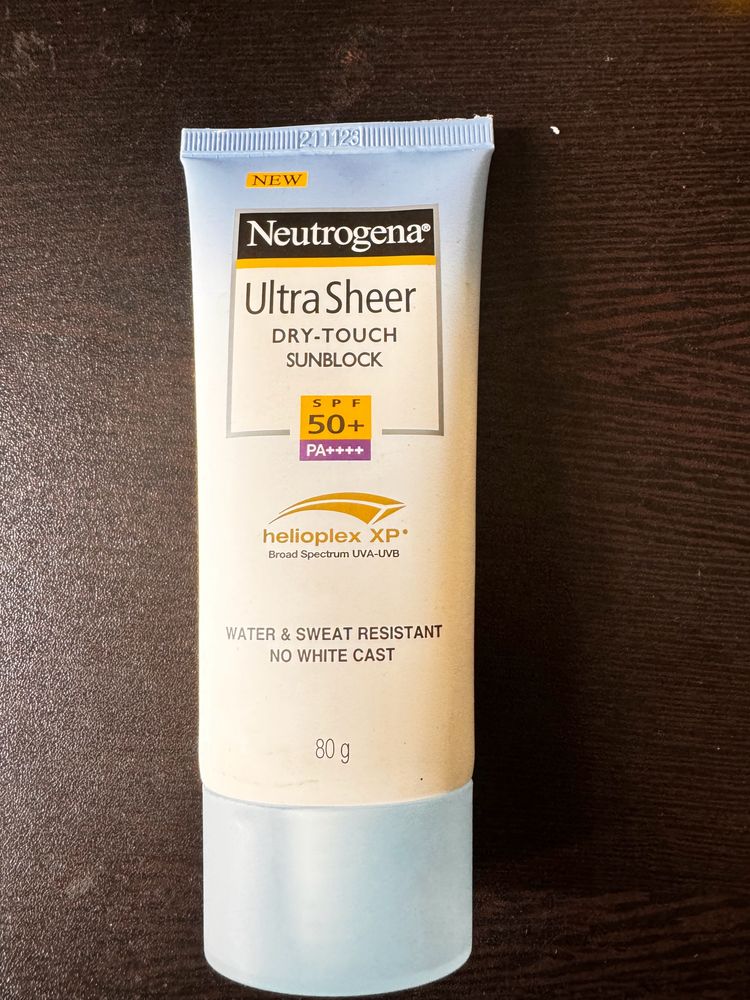 211123
NEW
Neutrogena®
Ultra Sheer
DRY-TOUCH
SUNBLOCK
SPF
50+
PA++++
helioplex XP®
Broad Spectrum UVA-UVB
WATER & SWEAT RESISTANT
NO WHITE CAST
80 g